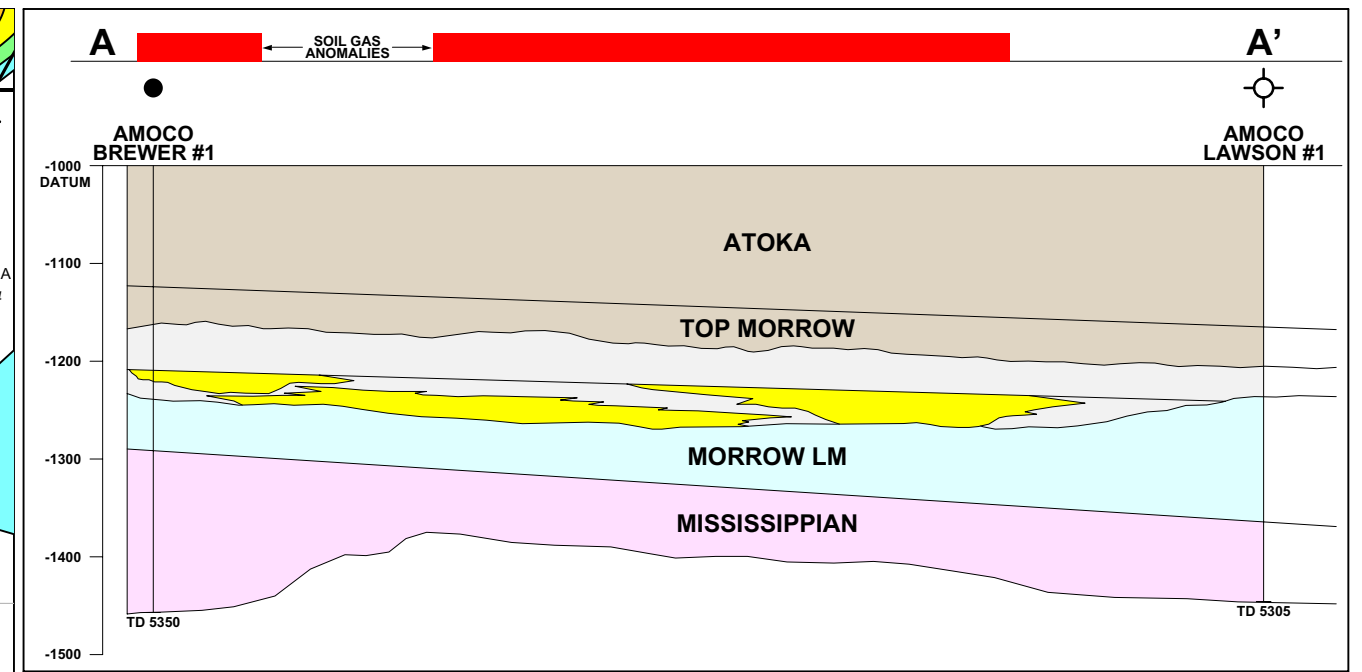 A
SOIL GAS
ANOMALIES
A’
AMOCO
BREWER #1
AMOCO
LAWSON #1
-1000
DATUM
ATOKA
-1100
A
TOP MORROW
-1200
-1300
MORROW LM
MISSISSIPPIAN
-1400
TD 5350
TD 5305
-1500